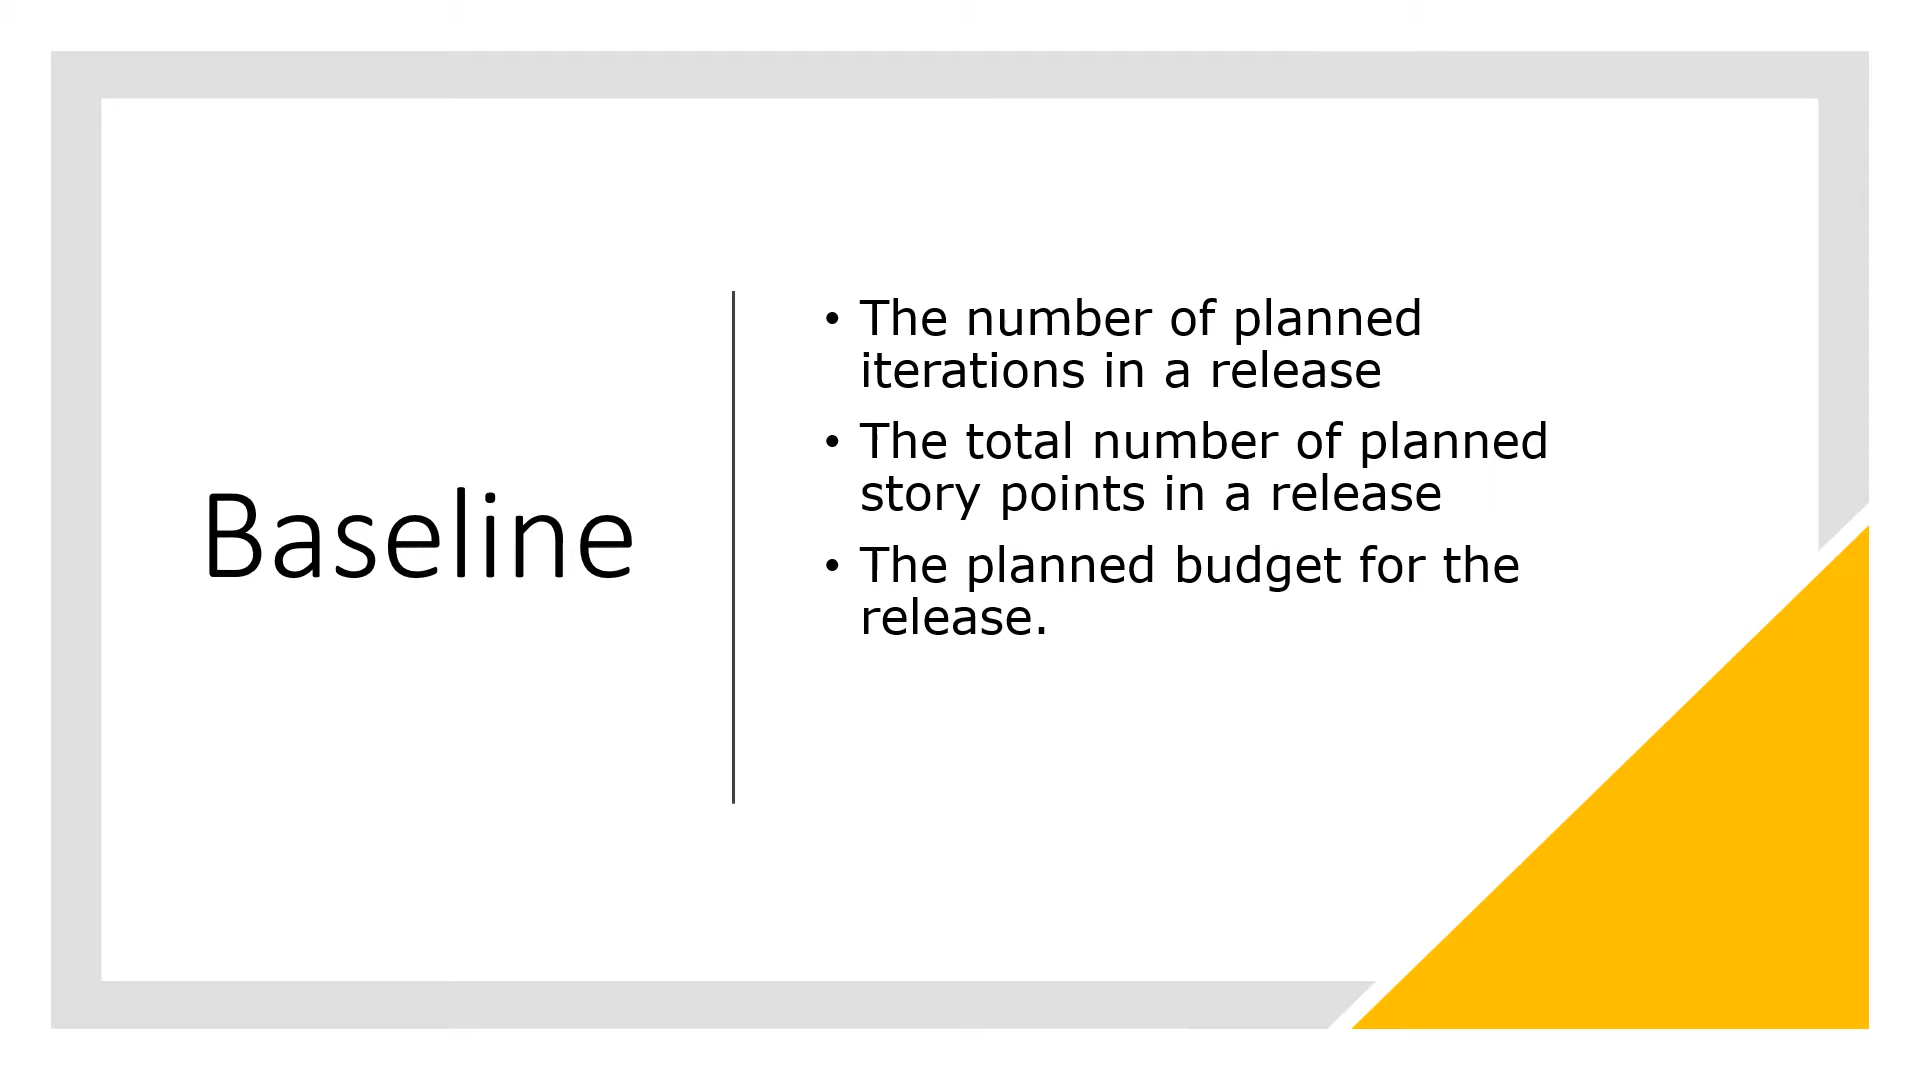 Baseline
• The number of planned
iterations in a release
• The total number of planned
story points in a release
• The planned budget for the
release.